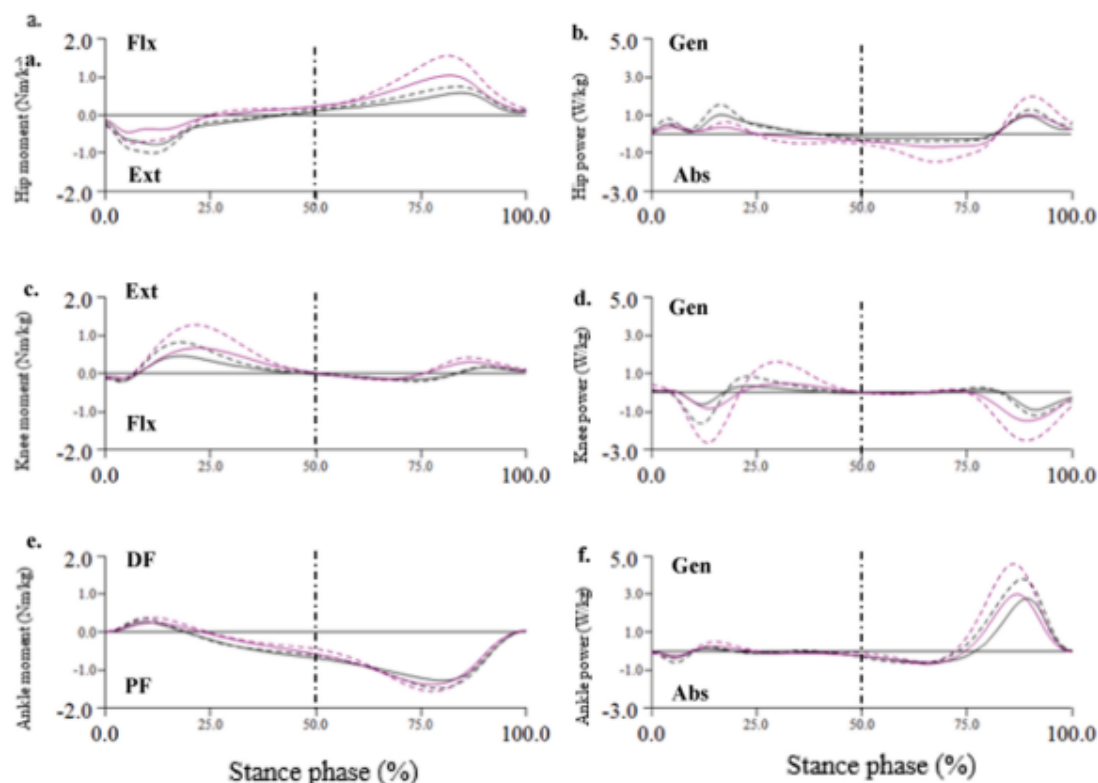 a.
a.
Hip moment (Nm/k
2.0
1.0
0.0
-1.0
-2.0
Flx
Ext
0.0
25.0
50.0
75.0
100.0
b.
Hip power (W/kg)
5.0
3.0
1.0
-1.0
-3.0
Gen
Abs
0.0
25.0
50.0
75.0
100.0
c.
Knee moment (Nm/kg)
2.0
1.0
0.0
-1.0
-2.0
Ext
Flx
0.0
25.0
50.0
75.0
100.0
d.
Knee power (W/kg)
5.0
3.0
1.0
-1.0
-3.0
Gen
0.0
25.0
50.0
75.0
100.0
e.
Ankle moment (Nm/kg)
2.0
1.0
0.0
-1.0
-2.0
DF
PF
0.0
25.0
50.0
75.0
100.0
Stance phase (%)
f.
Ankle power (W/kg)
5.0
3.0
1.0
-1.0
-3.0
Gen
Abs
0.0
25.0
50.0
75.0
100.0
Stance phase (%)